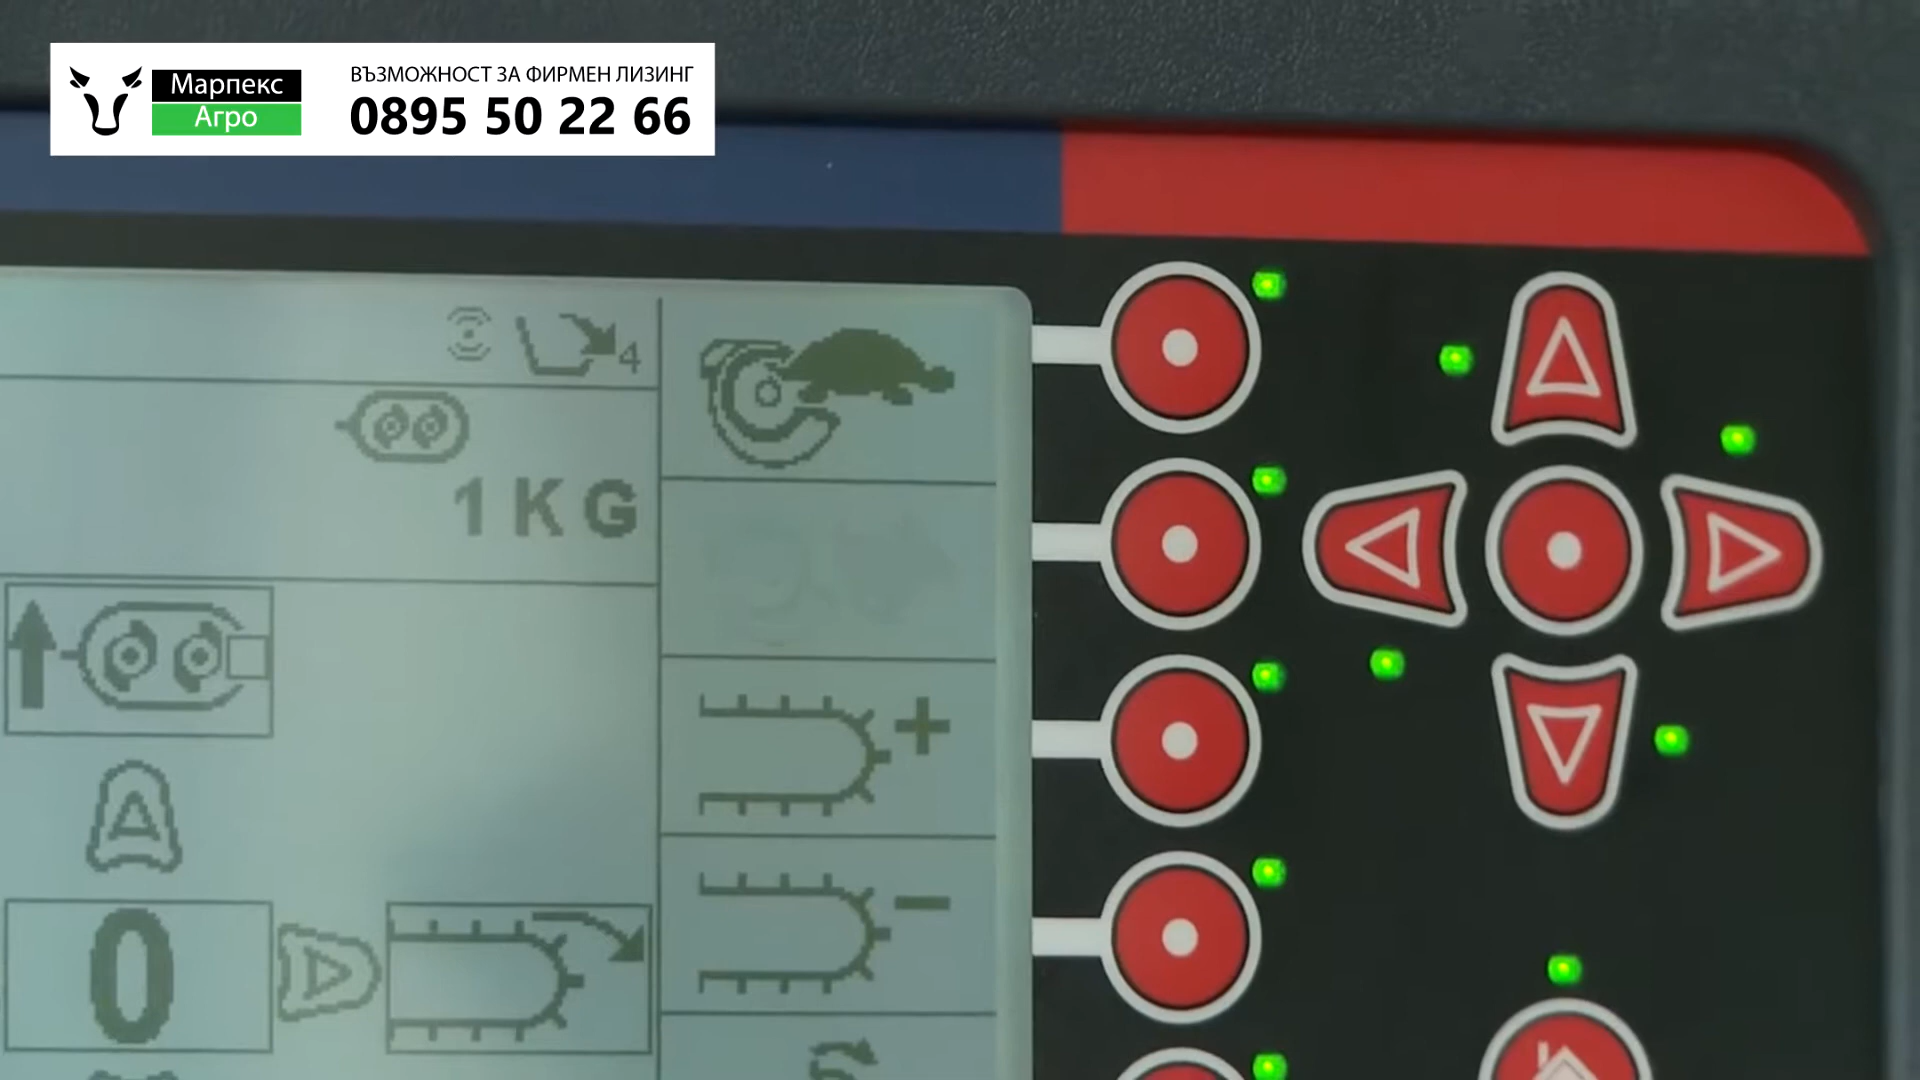 Марпекс
Агро
ВЪЗМОЖНОСТ ЗА ФИРМЕН ЛИЗИНГ
0895 50 22 66
4
1 KG
0